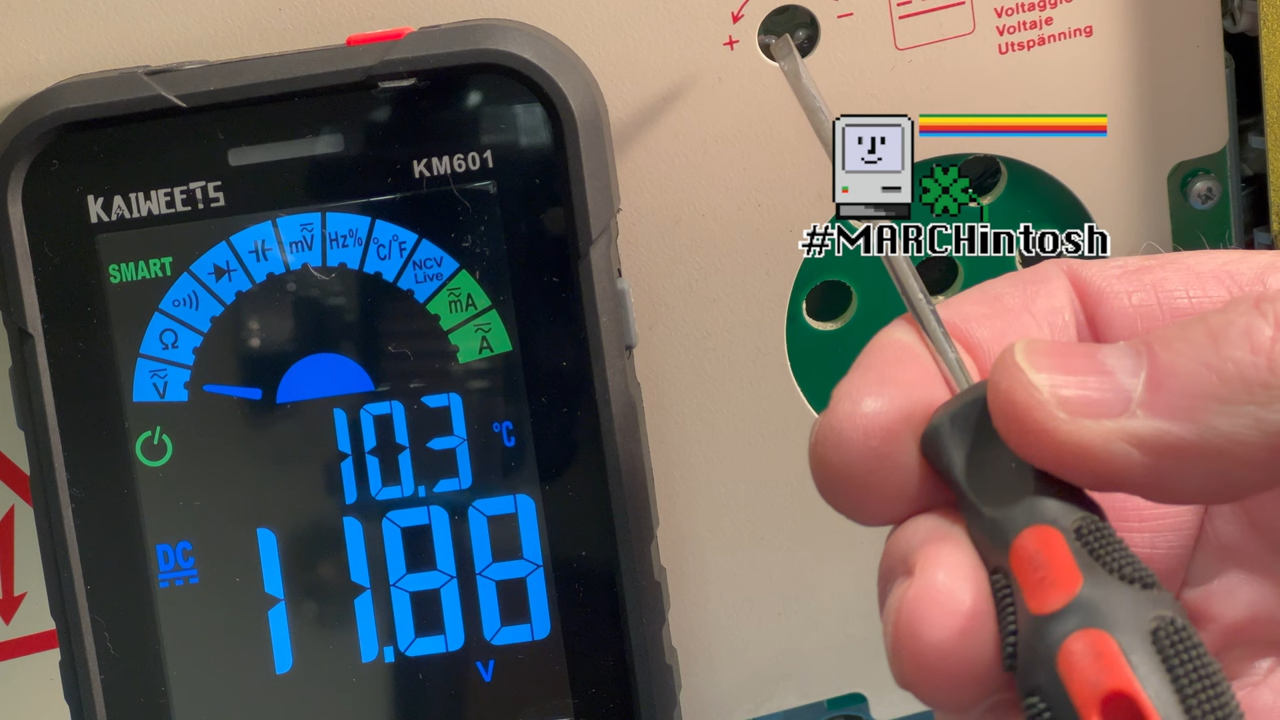 Voltaggio
Voltaje
Utspänning
+
−
KAIWEETS
KM601
SMART
mV
Hz%
°C/°F
NCV
Live
mA
A
Ω
V
10.3 °C
DC
11.88
V
#MARCHintosh